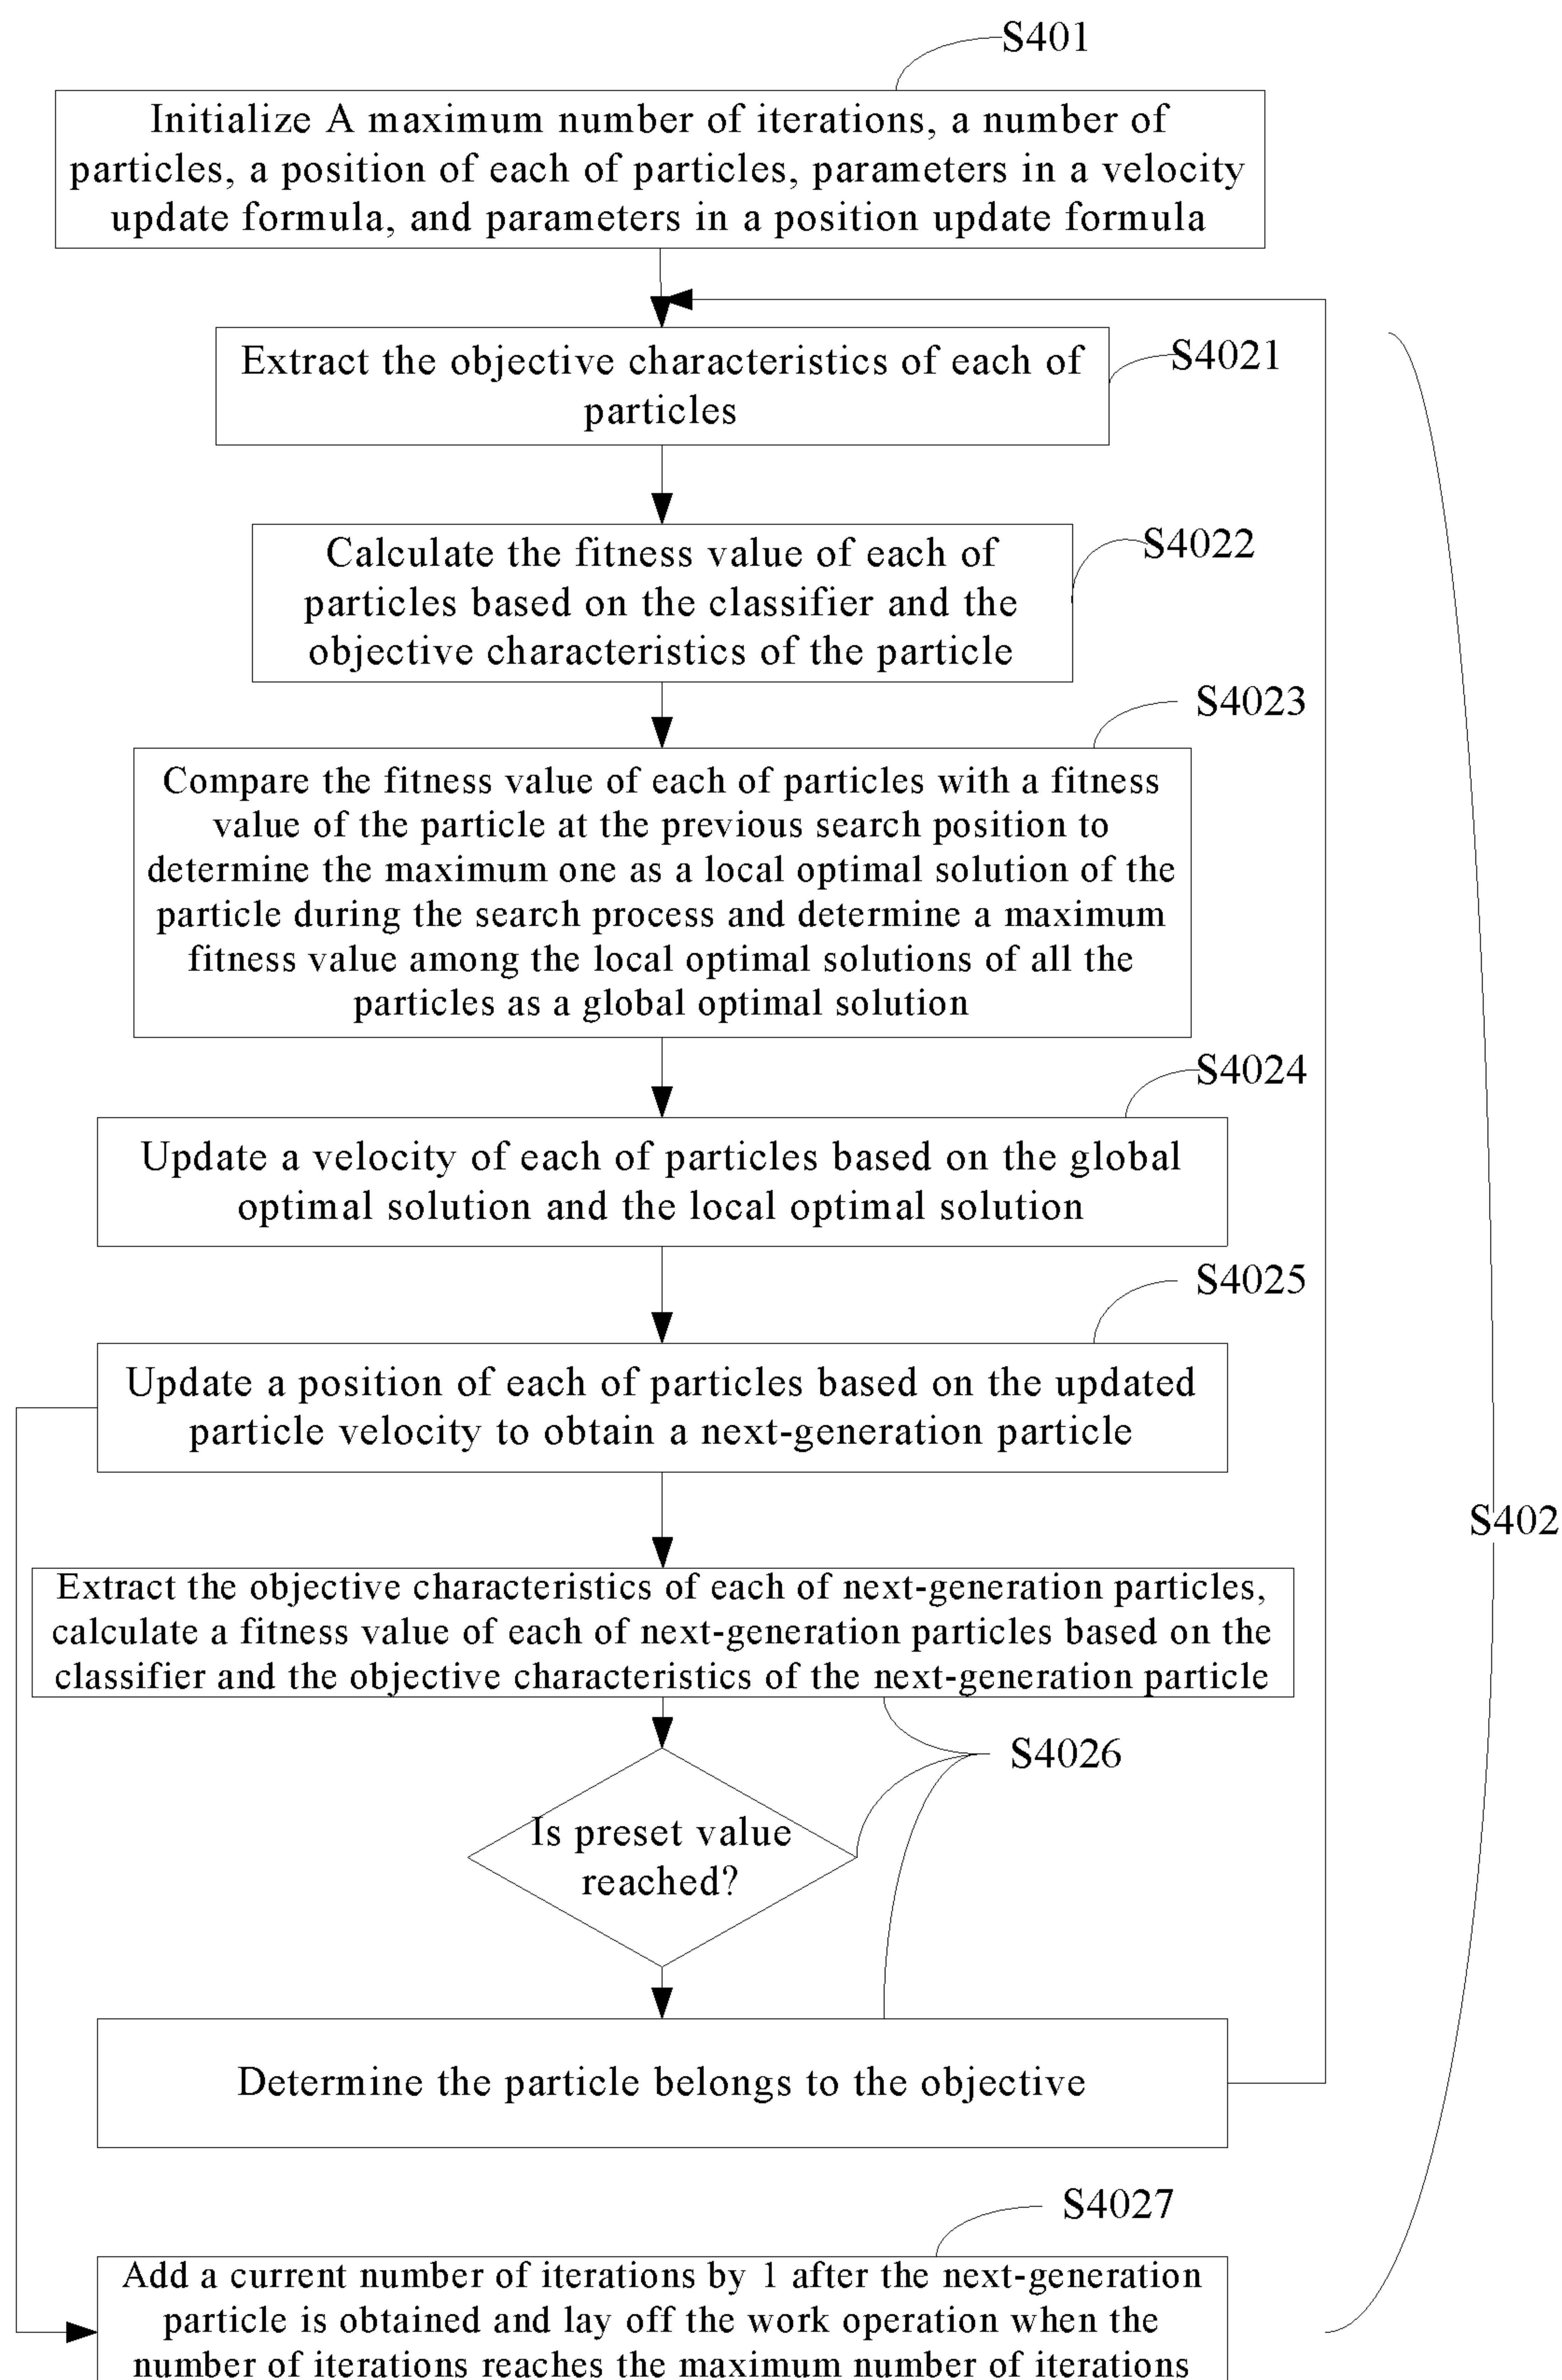 S401
Initialize A maximum number of iterations, a number of
particles, a position of each of particles, parameters in a velocity
update formula, and parameters in a position update formula
Extract the objective characteristics of each of
particles
S4021
Calculate the fitness value of each of
particles based on the classifier and the
objective characteristics of the particle
S4022
S4023
Compare the fitness value of each of particles with a fitness
value of the particle at the previous search position to
determine the maximum one as a local optimal solution of the
particle during the search process and determine a maximum
fitness value among the local optimal solutions of all the
particles as a global optimal solution
S4024
Update a velocity of each of particles based on the global
optimal solution and the local optimal solution
S4025
Update a position of each of particles based on the updated
particle velocity to obtain a next-generation particle
S402
Extract the objective characteristics of each of next-generation particles,
calculate a fitness value of each of next-generation particles based on the
classifier and the objective characteristics of the next-generation particle
S4026
Is preset value
reached?
Determine the particle belongs to the objective
S4027
Add a current number of iterations by 1 after the next-generation
particle is obtained and lay off the work operation when the
number of iterations reaches the maximum number of iterations